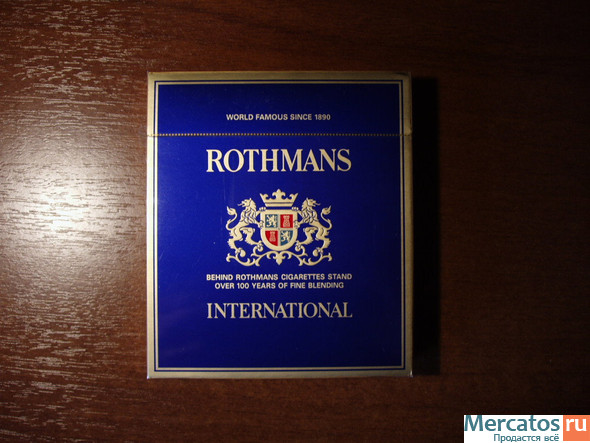 WORLD FAMOUS SINCE 1890
ROTHMANS
BEHIND ROTHMANS CIGARETTES STAND
OVER 100 YEARS OF FINE BLENDING
INTERNATIONAL
Mercatos.ru
Продастся всё